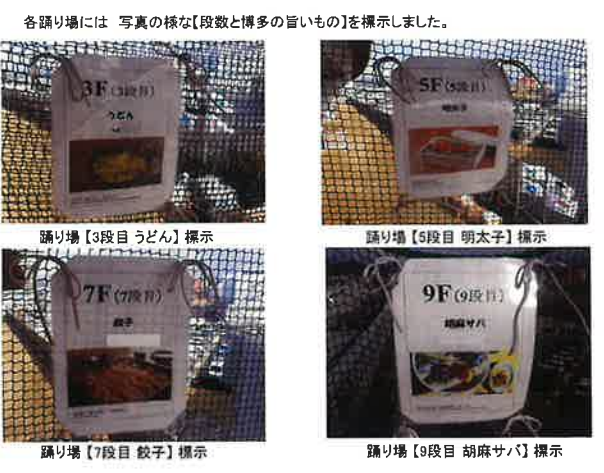 各踊り場には 写真の様な【段数と博多の旨いもの】を標示しました。
3F(3段目)
うどん
5F(5段目)
明太子
踊り場【3段目 うどん】標示
踊り場【5段目 明太子】標示
7F(7段目)
餃子
9F(9段目)
胡麻サバ
踊り場【7段目 餃子】標示
踊り場【9段目 胡麻サバ】標示